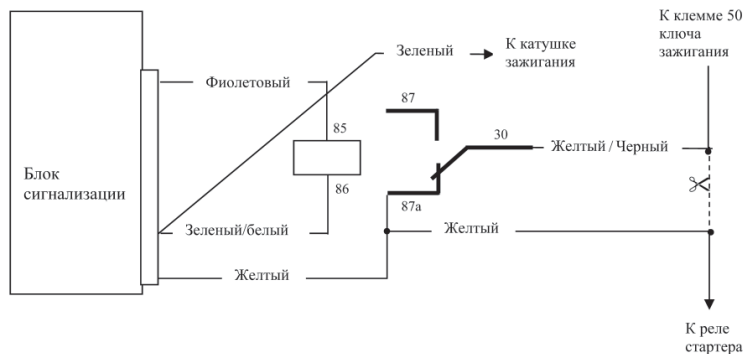 К клемме 50
ключа
зажигания
Зеленый
К катушке
зажигания
Фиолетовый
87
85
30
Желтый / Черный
Блок
сигнализации
86
87а
Зеленый/белый
Желтый
Желтый
К реле
стартера